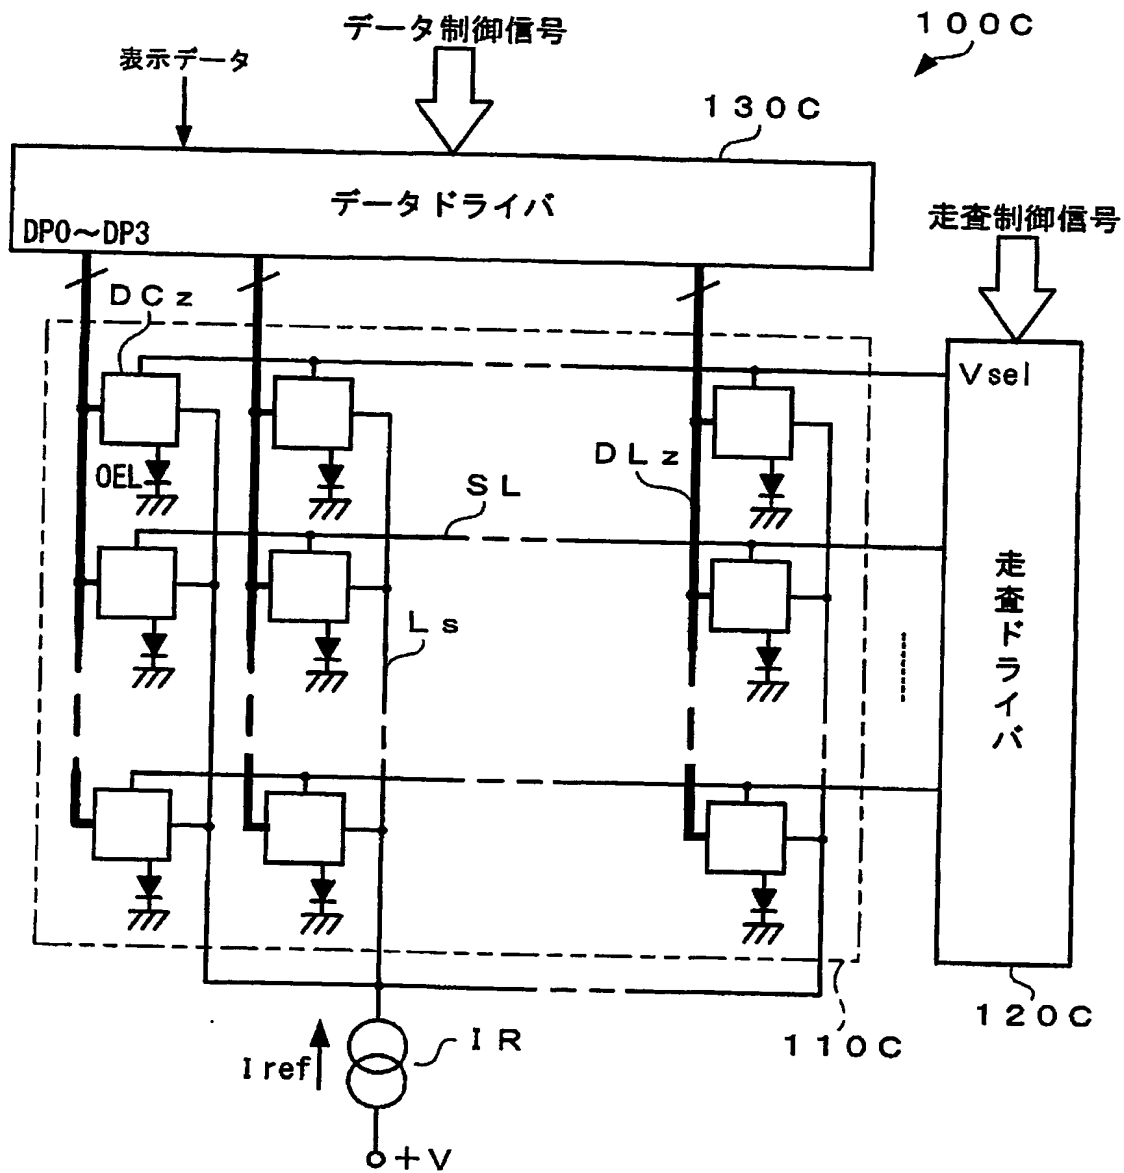 データ制御信号
１００Ｃ
表示データ
１３０Ｃ
データドライバ
走査制御信号
DP0～DP3
ＤＣｚ
Vsel
OEL
ＤＬｚ
ＳＬ
走査ドライバ
Ｌｓ
１２０Ｃ
ＩＲ
１１０Ｃ
Iref
＋Ｖ